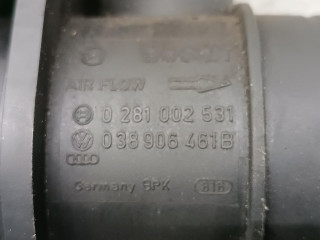 AIR FLOW
0 281 002 531
038 906 461B
Germany BPK